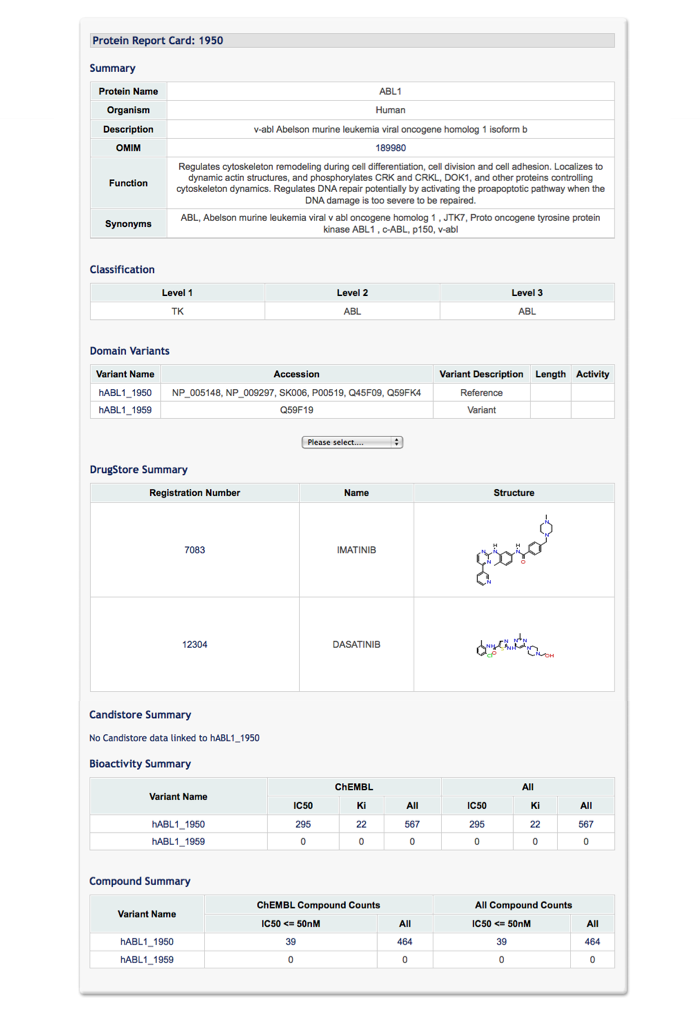 Protein Report Card: 1950
Summary
Protein Name ABL1
Organism Human
Description v-abl Abelson murine leukemia viral oncogene homolog 1 isoform b
OMIM 189980
Function Regulates cytoskeleton remodeling during cell differentiation, cell division and cell adhesion. Localizes to
dynamic actin structures, and phosphorylates CRK and CRKL, DOK1, and other proteins controlling
cytoskeleton dynamics. Regulates DNA repair potentially by activating the proapoptotic pathway when the
DNA damage is too severe to be repaired.
Synonyms ABL, Abelson murine leukemia viral v abl oncogene homolog 1 , JTK7, Proto oncogene tyrosine protein
kinase ABL1 , c-ABL, p150, v-abl
Classification
Level 1 Level 2 Level 3
TK ABL ABL
Domain Variants
Variant Name Accession Variant Description Length Activity
hABL1_1950 NP_005148, NP_009297, SK006, P00519, Q45F09, Q59FK4 Reference
hABL1_1959 Q59F19 Variant
Please select....
DrugStore Summary
Registration Number Name Structure
7083 IMATINIB
12304 DASATINIB
Candistore Summary
No Candistore data linked to hABL1_1950
Bioactivity Summary
Variant Name ChEMBL All
IC50 Ki All IC50 Ki All
hABL1_1950 295 22 567 295 22 567
hABL1_1959 0 0 0 0 0 0
Compound Summary
Variant Name ChEMBL Compound Counts All Compound Counts
IC50 <= 50nM All IC50 <= 50nM All
hABL1_1950 39 464 39 464
hABL1_1959 0 0 0 0